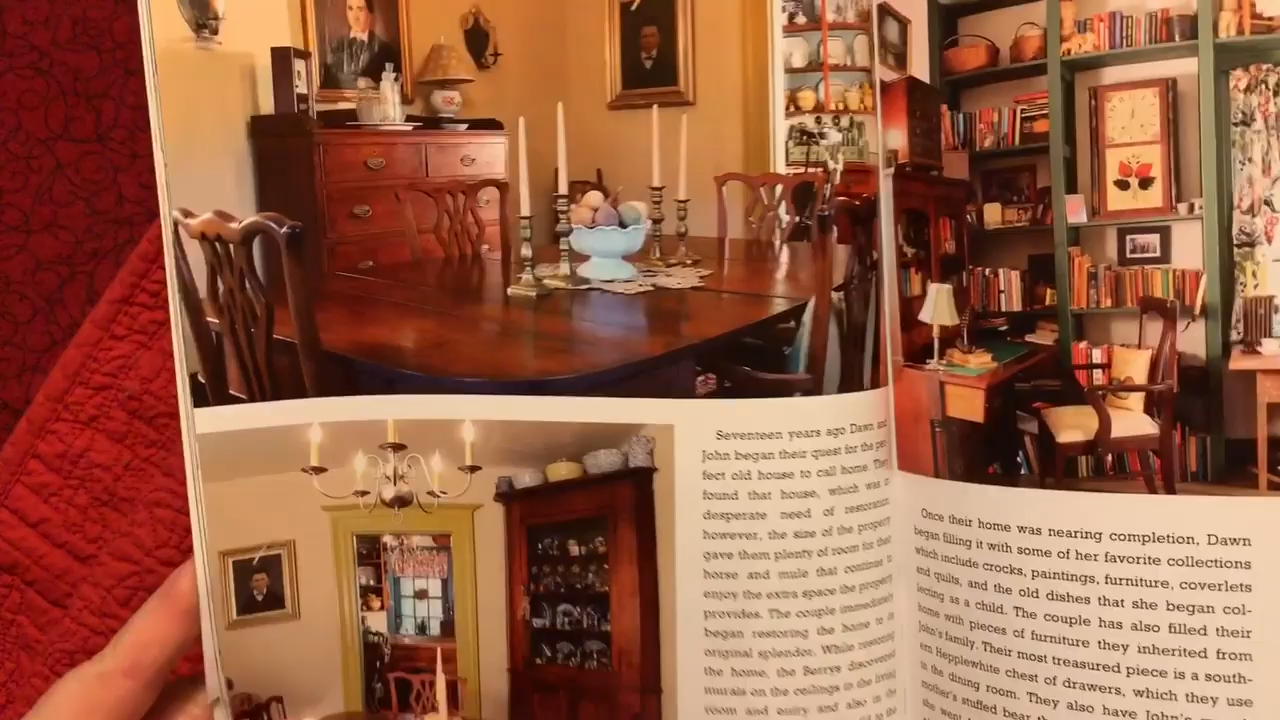 Seventeen years ago Dawn and
John began their quest for the per-
fect old house to call home. They
found that house, which was in
desperate need of restoration
however, the size of the property
gave them plenty of room for their
horse and mule that continue to
enjoy the extra space the property
provides. The couple immediately
began restoring the home to its
original splendor. While restoring
the home, the Berrys discovered
murals on the ceilings in the living
room and entry and also in the
Once their home was nearing completion, Dawn
began filling it with some of her favorite collections
which include crocks, paintings, furniture, coverlets
and quilts, and the old dishes that she began col-
lecting as a child. The couple has also filled their
home with pieces of furniture they inherited from
John's family. Their most treasured piece is a south-
ern Hepplewhite chest of drawers, which they use
in the dining room. They also have John's
mother's stuffed bear
she went